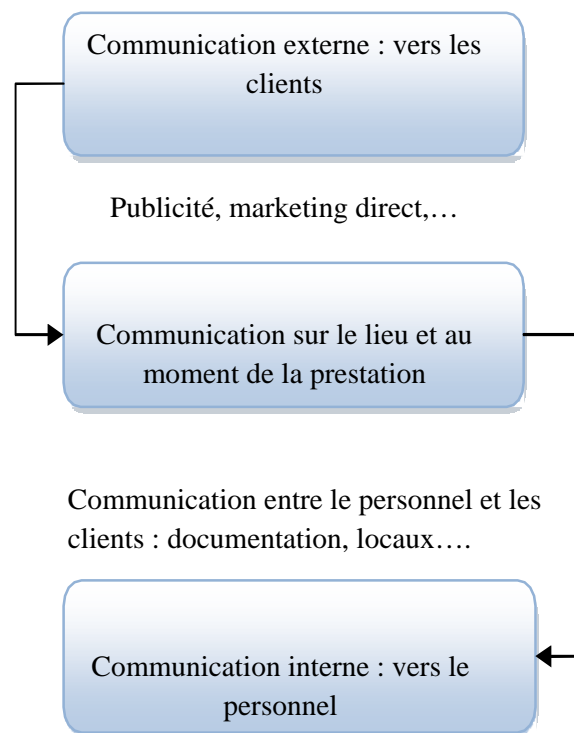 Communication externe : vers les
clients
Publicité, marketing direct,…
Communication sur le lieu et au
moment de la prestation
Communication entre le personnel et les
clients : documentation, locaux….
Communication interne : vers le
personnel